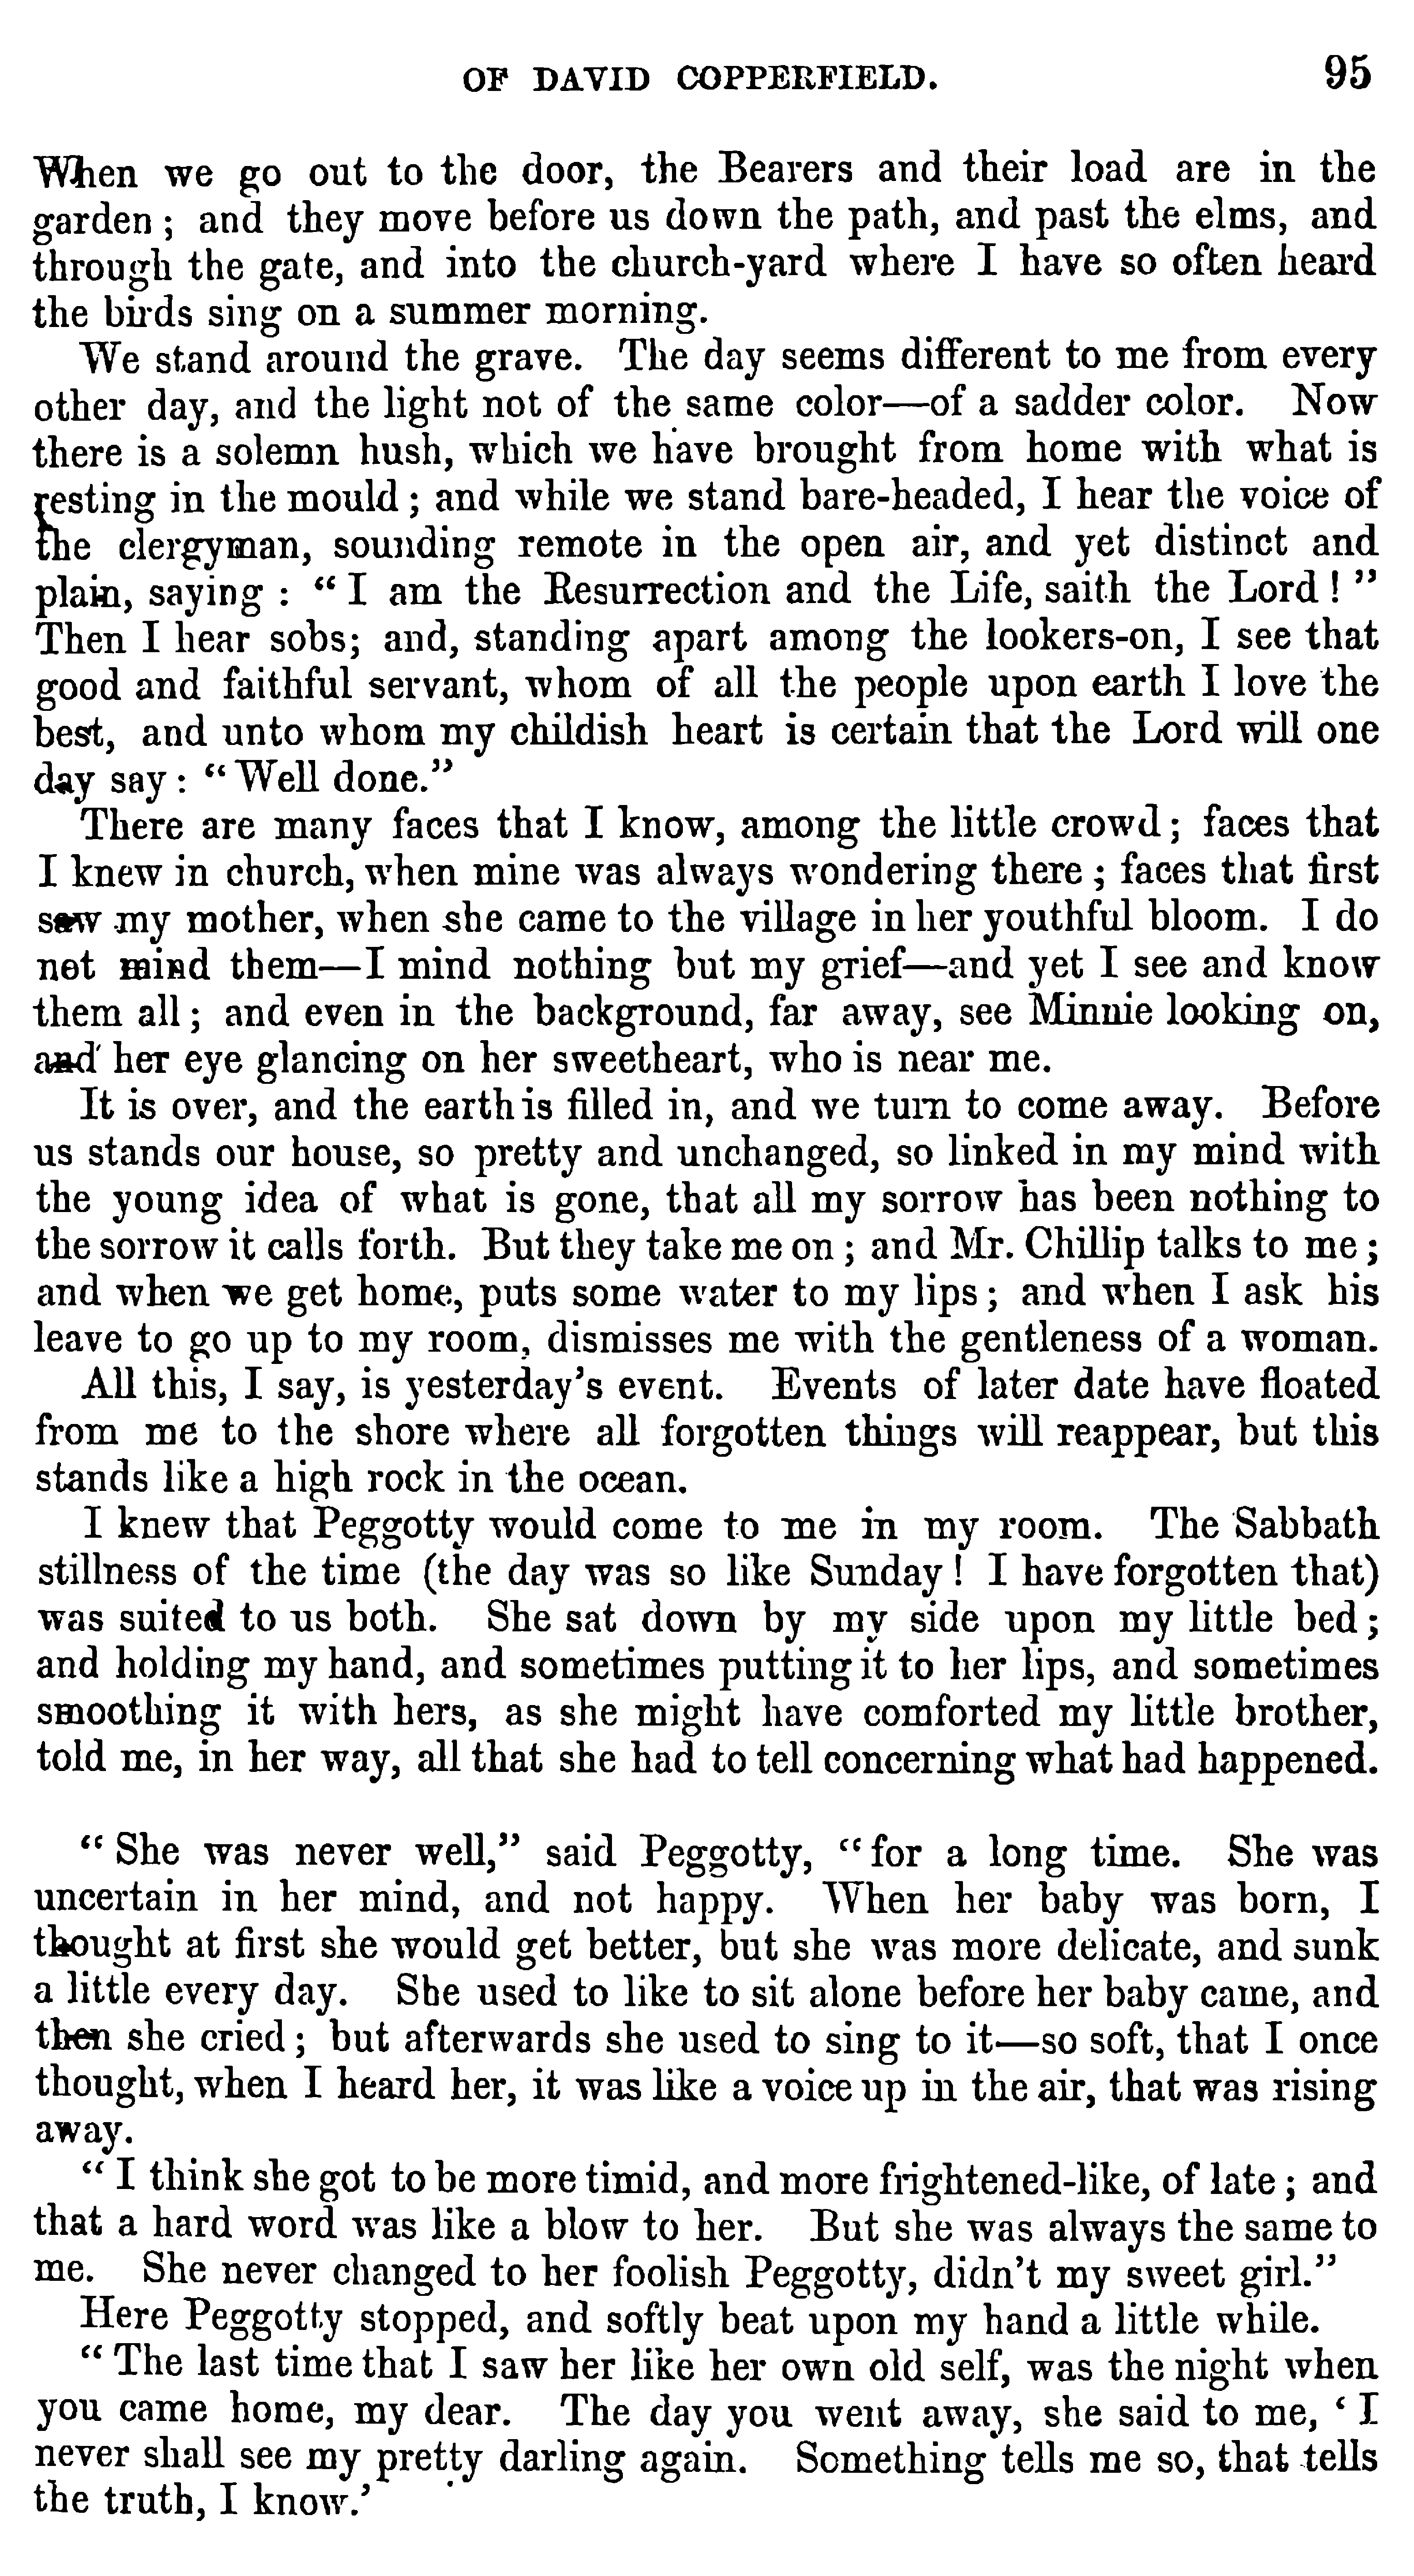 OF DAVID COPPERFIELD. 95
When we go out to the door, the Bearers and their load are in the
garden ; and they move before us down the path, and past the elms, and
through the gate, and into the church-yard where I have so often heard
the birds sing on a summer morning.
We stand around the grave. The day seems different to me from every
other day, and the light not of the same color—of a sadder color. Now
there is a solemn hush, which we have brought from home with what is
resting in the mould ; and while we stand bare-headed, I hear the voice of
the clergyman, sounding remote in the open air, and yet distinct and
plain, saying : “ I am the Resurrection and the Life, saith the Lord ! ”
Then I hear sobs; and, standing apart among the lookers-on, I see that
good and faithful servant, whom of all the people upon earth I love the
best, and unto whom my childish heart is certain that the Lord will one
day say : “ Well done.”
There are many faces that I know, among the little crowd ; faces that
I knew in church, when mine was always wondering there ; faces that first
saw my mother, when she came to the village in her youthful bloom. I do
not mind them—I mind nothing but my grief—and yet I see and know
them all ; and even in the background, far away, see Minnie looking on,
and her eye glancing on her sweetheart, who is near me.
It is over, and the earth is filled in, and we turn to come away. Before
us stands our house, so pretty and unchanged, so linked in my mind with
the young idea of what is gone, that all my sorrow has been nothing to
the sorrow it calls forth. But they take me on ; and Mr. Chillip talks to me ;
and when we get home, puts some water to my lips ; and when I ask his
leave to go up to my room, dismisses me with the gentleness of a woman.
All this, I say, is yesterday’s event. Events of later date have floated
from me to the shore where all forgotten things will reappear, but this
stands like a high rock in the ocean.
I knew that Peggotty would come to me in my room. The Sabbath
stillness of the time (the day was so like Sunday ! I have forgotten that)
was suited to us both. She sat down by my side upon my little bed ;
and holding my hand, and sometimes putting it to her lips, and sometimes
smoothing it with hers, as she might have comforted my little brother,
told me, in her way, all that she had to tell concerning what had happened.
“ She was never well,” said Peggotty, “ for a long time. She was
uncertain in her mind, and not happy. When her baby was born, I
thought at first she would get better, but she was more delicate, and sunk
a little every day. She used to like to sit alone before her baby came, and
then she cried ; but afterwards she used to sing to it—so soft, that I once
thought, when I heard her, it was like a voice up in the air, that was rising
away.
“ I think she got to be more timid, and more frightened-like, of late ; and
that a hard word was like a blow to her. But she was always the same to
me. She never changed to her foolish Peggotty, didn’t my sweet girl.”
Here Peggotty stopped, and softly beat upon my hand a little while.
“ The last time that I saw her like her own old self, was the night when
you came home, my dear. The day you went away, she said to me, ‘ I
never shall see my pretty darling again. Something tells me so, that tells
the truth, I know.’